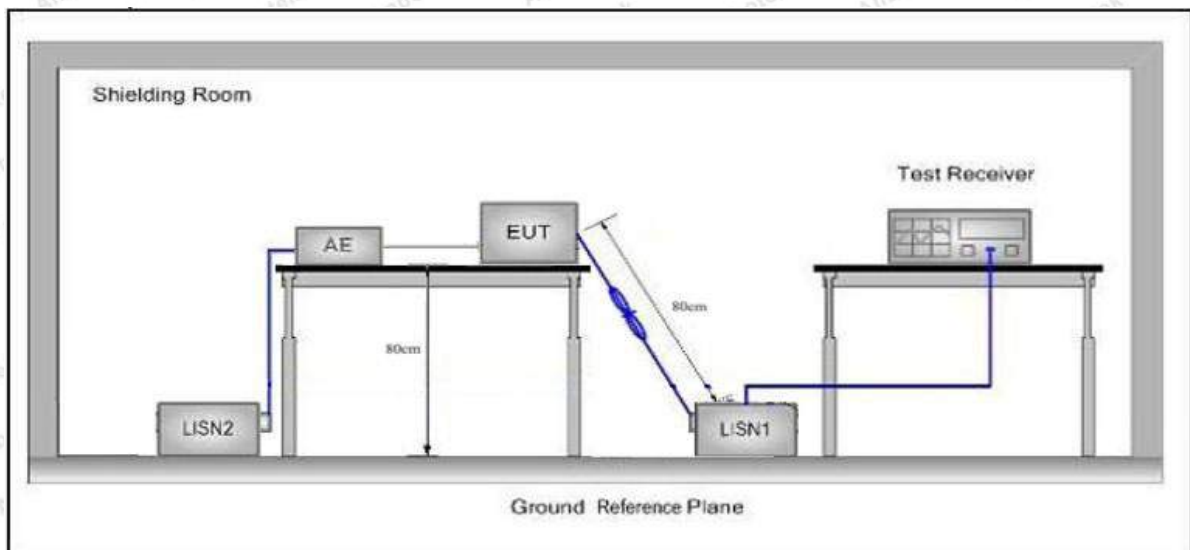 Shielding Room
Test Receiver
AE
EUT
80cm
80cm
LISN2
LISN1
Ground Reference Plane